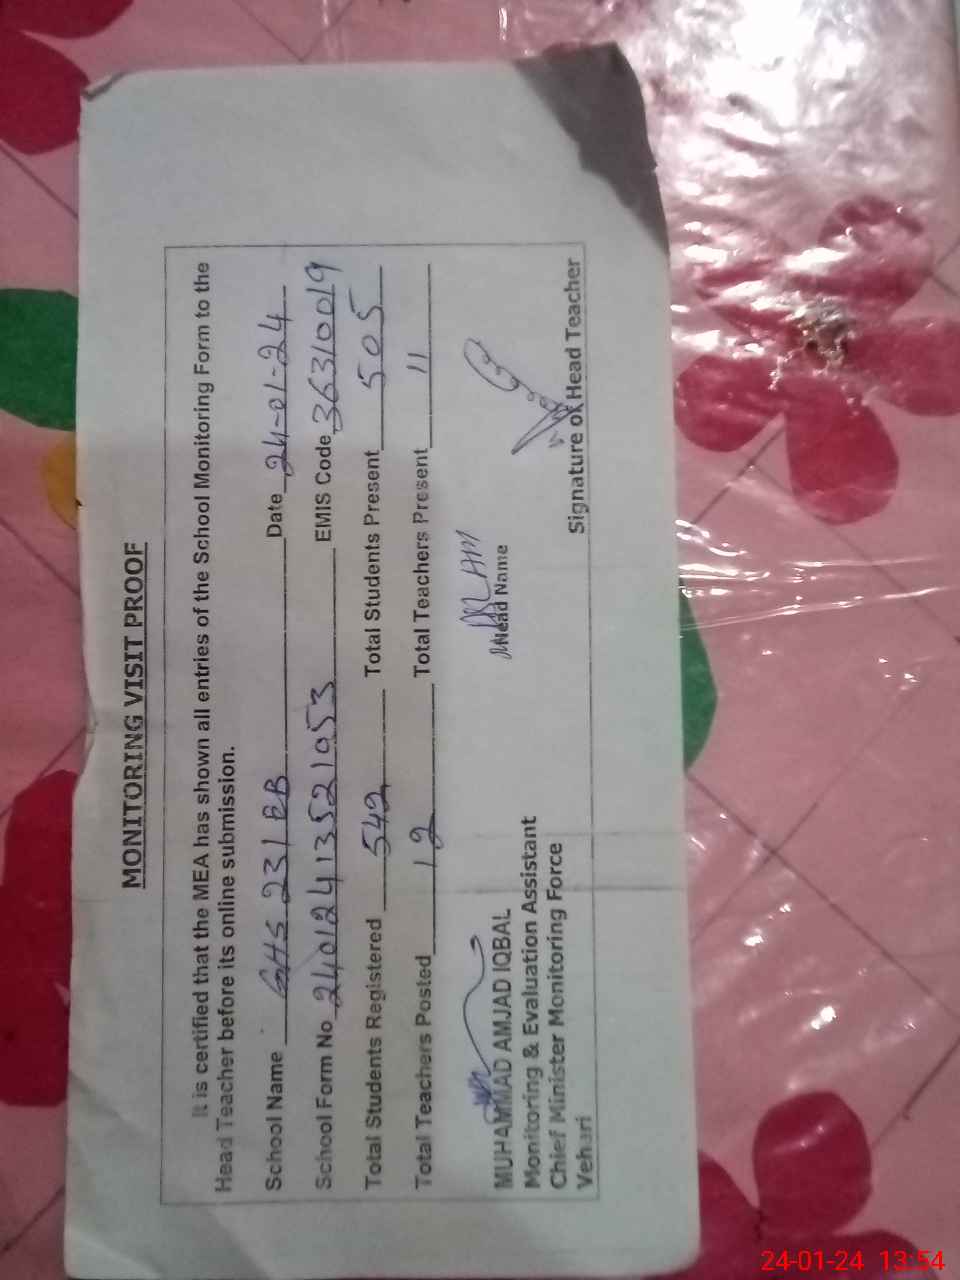 MONITORING VISIT PROOF
It is certified that the MEA has shown all entries of the School Monitoring Form to the
Head Teacher before its online submission.
School Name GHS 231 EB Date 24-01-24
School Form No 24012413521053 EMIS Code 36310019
Total Students Registered 542 Total Students Present 505
Total Teachers Posted 12 Total Teachers Present 11
MUHAMMAD AMJAD IQBAL Head Name
Monitoring & Evaluation Assistant
Chief Minister Monitoring Force
Vehari Signature of Head Teacher
24-01-24 13:54